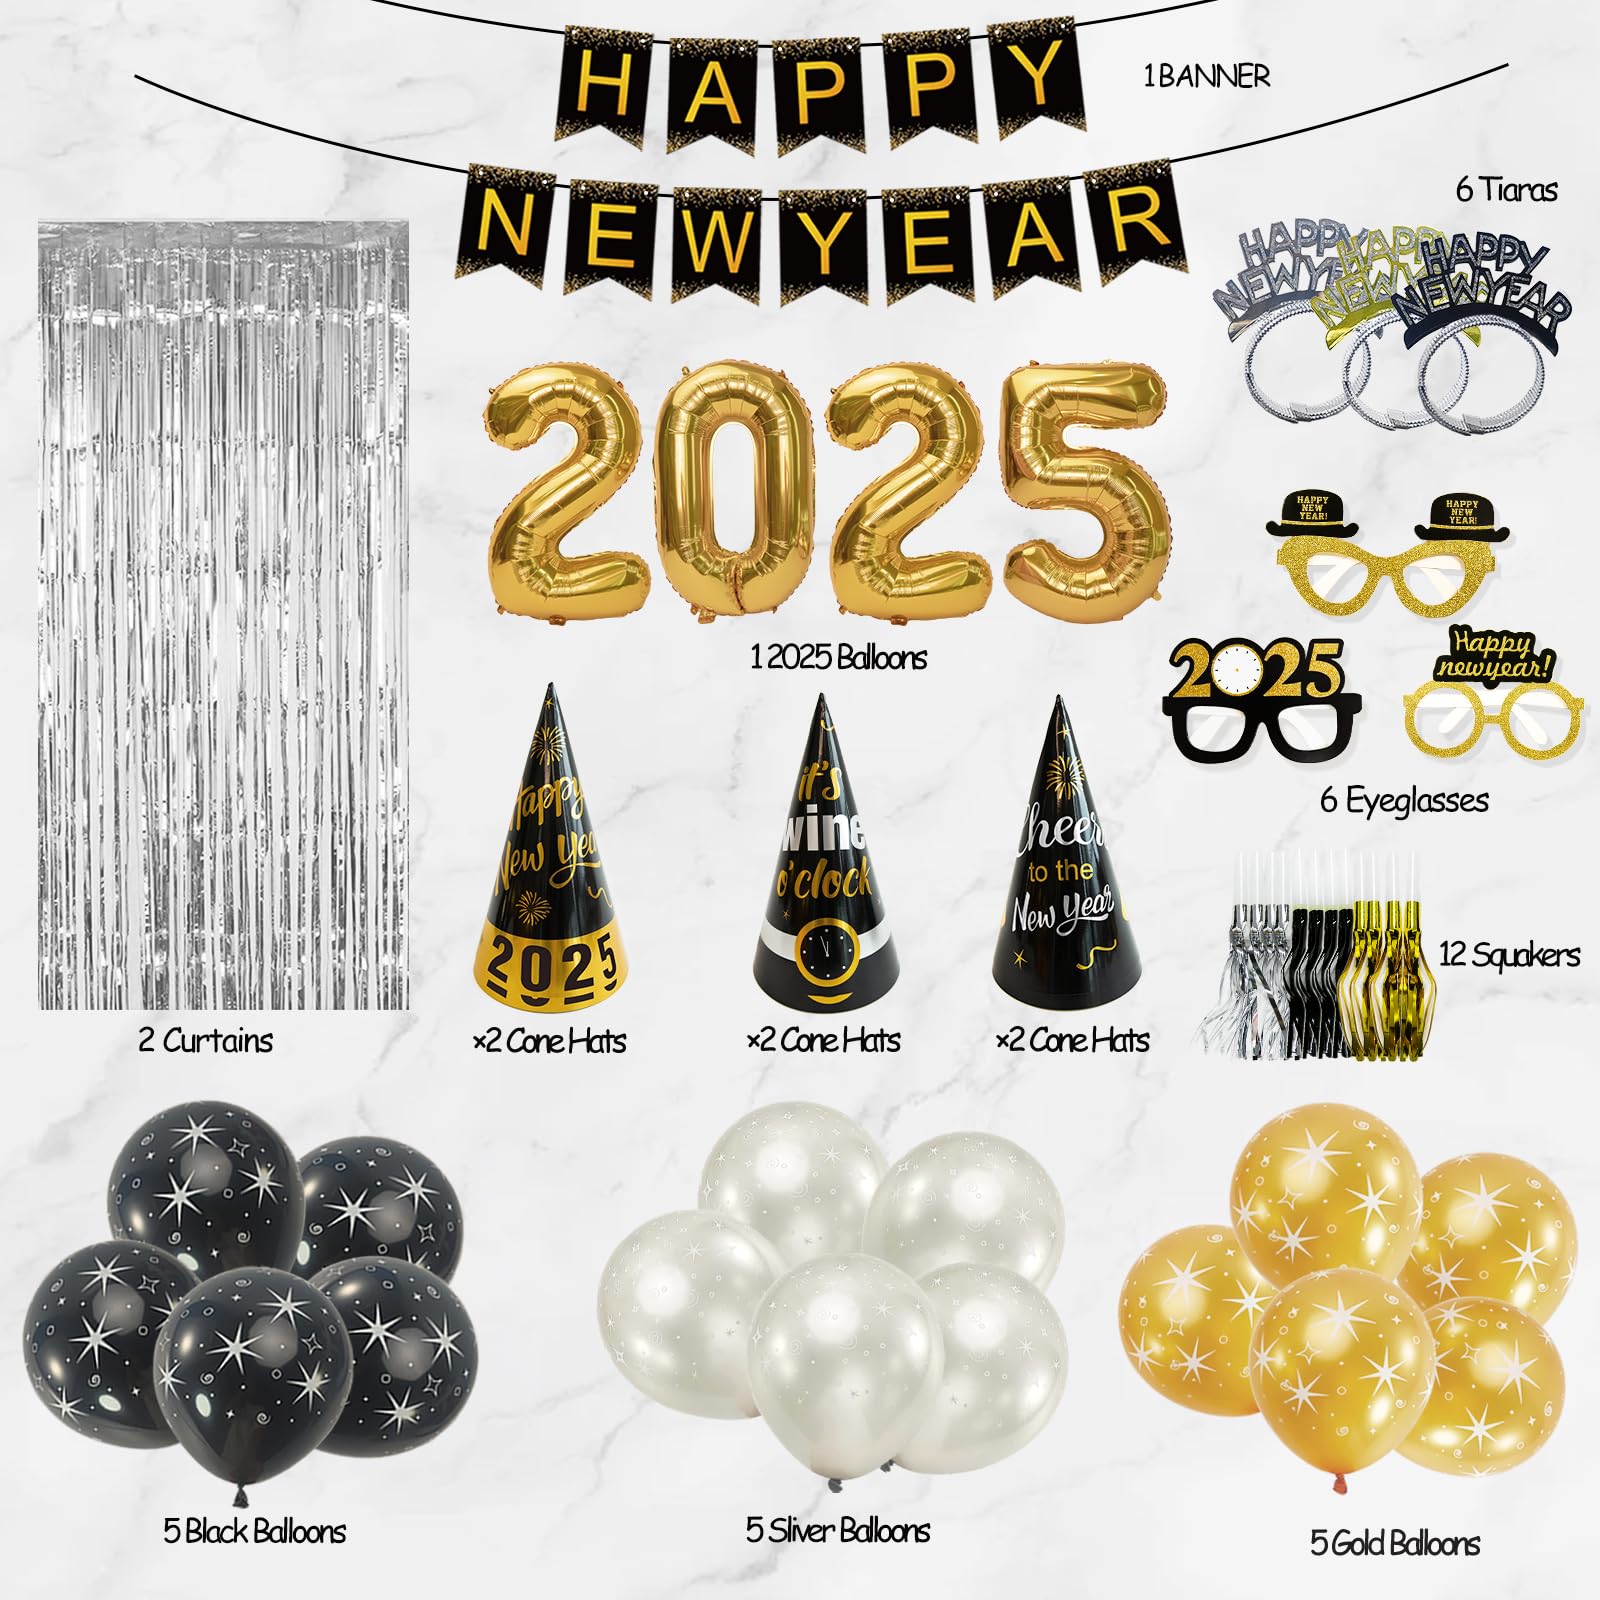 HAPPY
1 BANNER
NEW YEAR
6 Tiaras
HAPPY
NEW YEAR
HAPPY
NEW YEAR
2025
1 2025 Balloons
HAPPY
NEW
YEAR!
HAPPY
NEW
YEAR!
2025
Happy
newyear!
6 Eyeglasses
Happy
New Yea
2025
it's
wine
o'clock
Cheers
to the
New Year
12 Squakers
2 Curtains
×2 Cone Hats
×2 Cone Hats
×2 Cone Hats
5 Black Balloons
5 Sliver Balloons
5 Gold Balloons